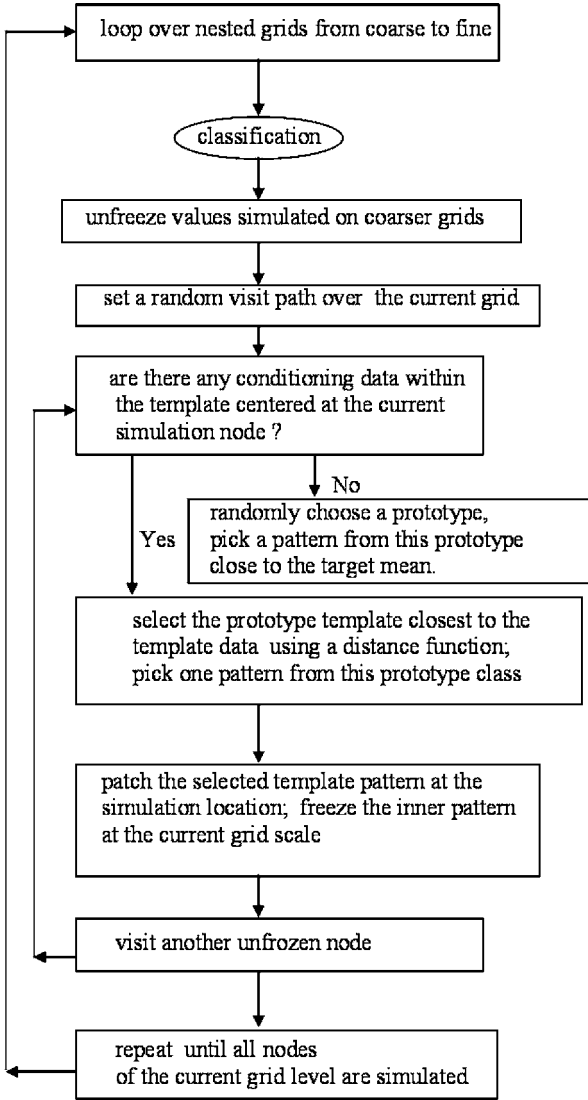 loop over nested grids from coarse to fine
classification
unfreeze values simulated on coarser grids
set a random visit path over the current grid
are there any conditioning data within
the template centered at the current
simulation node ?
No
Yes
randomly choose a prototype,
pick a pattern from this prototype
close to the target mean.
select the prototype template closest to the
template data using a distance function;
pick one pattern from this prototype class
patch the selected template pattern at the
simulation location; freeze the inner pattern
at the current grid scale
visit another unfrozen node
repeat until all nodes
of the current grid level are simulated